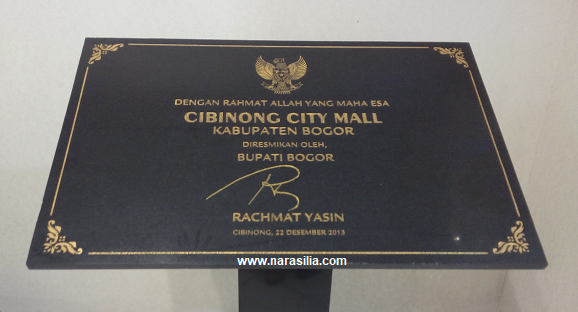 DENGAN RAHMAT ALLAH YANG MAHA ESA
CIBINONG CITY MALL
KABUPATEN BOGOR
DIRESMIKAN OLEH,
BUPATI BOGOR
RACHMAT YASIN
CIBINONG, 22 DESEMBER 2013
www.narasilia.com